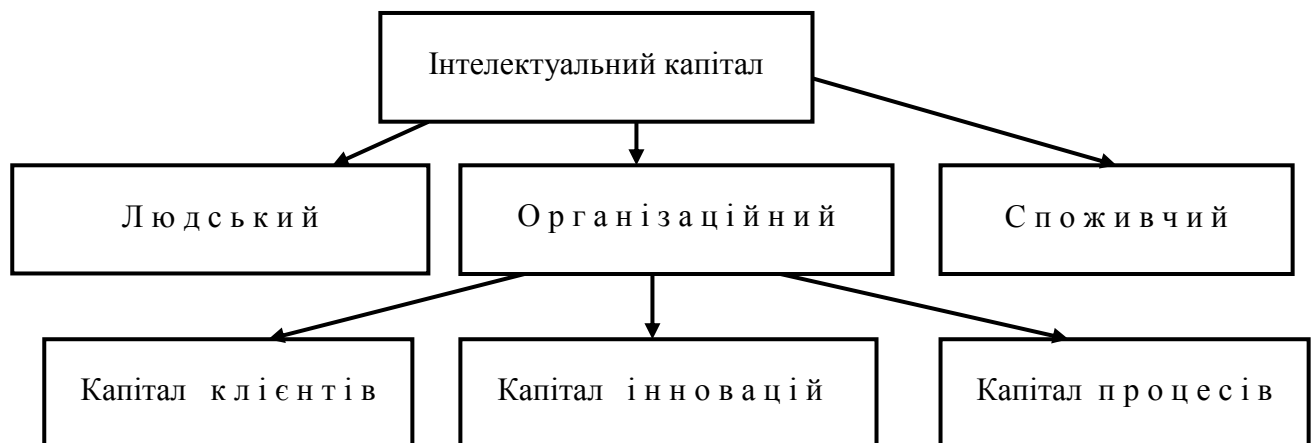 Інтелектуальний капітал
Людський
Організаційний
Споживчий
Капітал клієнтів
Капітал інновацій
Капітал процесів